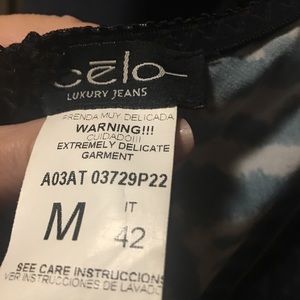 cēlo
LUXURY JEANS
PRENDA MUY DELICADA
WARNING!!!
CUIDADO!!!
EXTREMELY DELICATE
GARMENT
A03AT 03729P22
M IT
42
SEE CARE INSTRUCCIONS
VER INSTRUCCIONES DE LAVADO